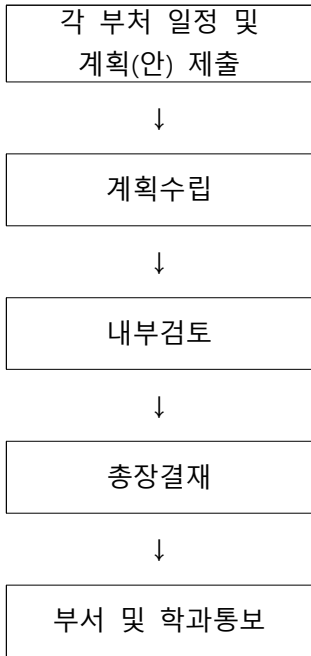 각 부처 일정 및
계획(안) 제출
↓
계획수립
↓
내부검토
↓
총장결재
↓
부서 및 학과통보